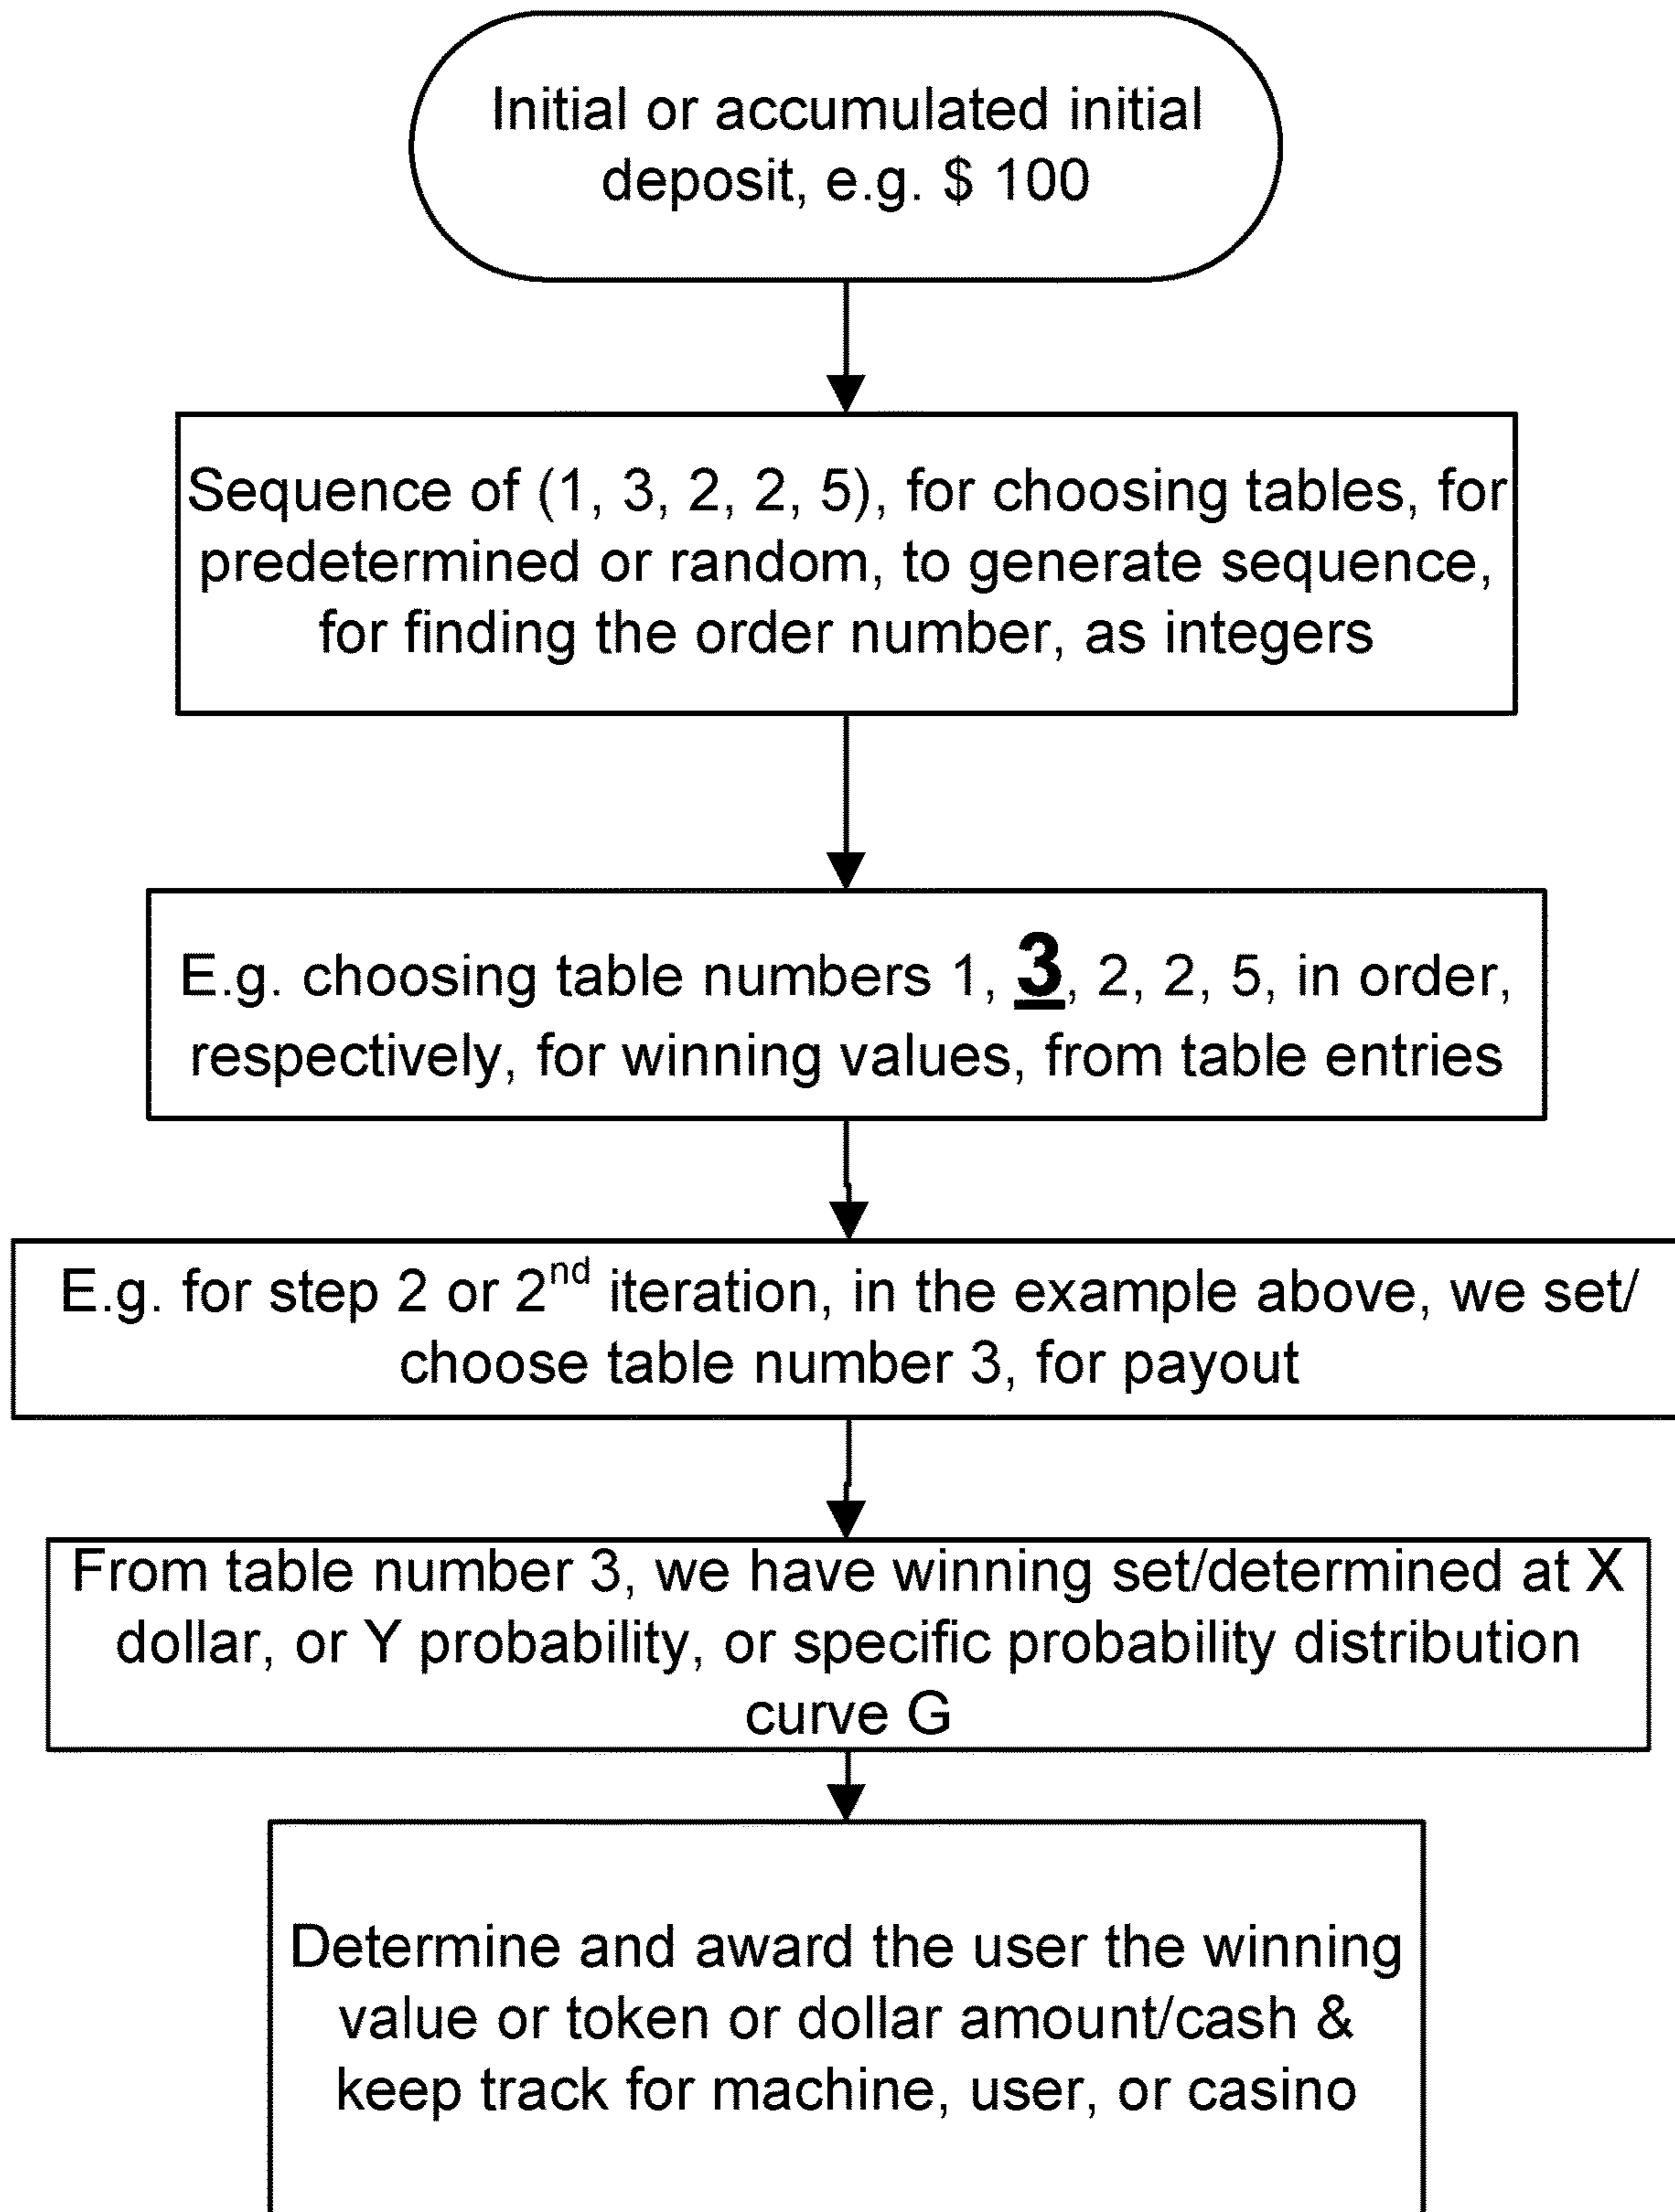 Initial or accumulated initial
deposit, e.g. $ 100
Sequence of (1, 3, 2, 2, 5), for choosing tables, for
predetermined or random, to generate sequence,
for finding the order number, as integers
E.g. choosing table numbers 1, 3, 2, 2, 5, in order,
respectively, for winning values, from table entries
E.g. for step 2 or 2nd iteration, in the example above, we set/
choose table number 3, for payout
From table number 3, we have winning set/determined at X
dollar, or Y probability, or specific probability distribution
curve G
Determine and award the user the winning
value or token or dollar amount/cash &
keep track for machine, user, or casino